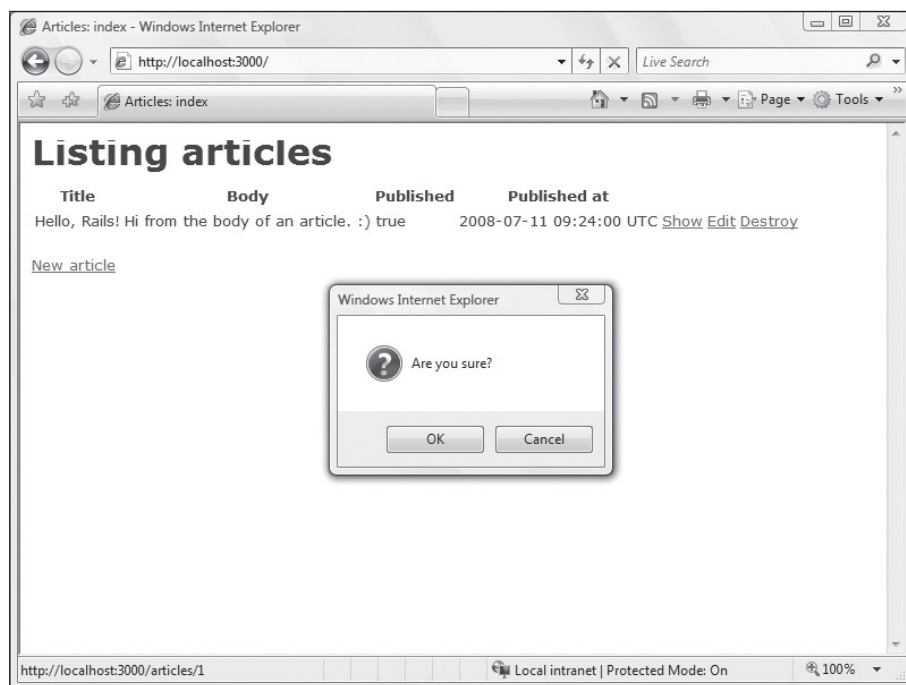 Articles: index - Windows Internet Explorer
http://localhost:3000/
Live Search
Articles: index
Page
Tools
Listing articles
Title Body Published Published at
Hello, Rails! Hi from the body of an article. :) true 2008-07-11 09:24:00 UTC Show Edit Destroy
New article
Windows Internet Explorer
Are you sure?
OK Cancel
http://localhost:3000/articles/1
Local intranet | Protected Mode: On
100%